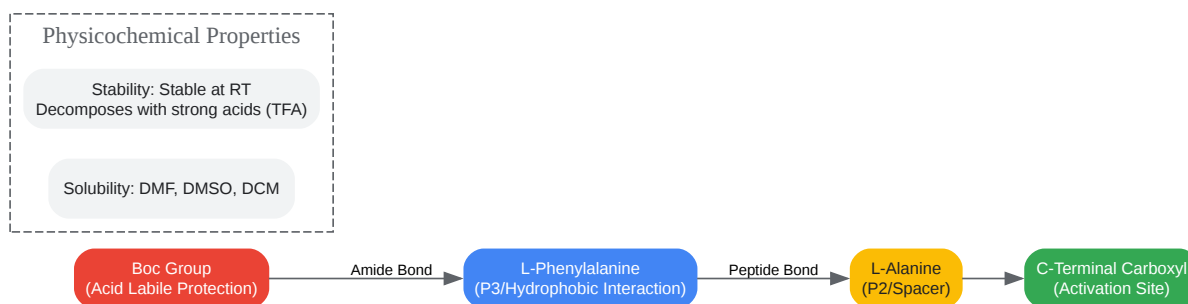 Physicochemical Properties
Stability: Stable at RT
Decomposes with strong acids (TFA)
Solubility: DMF, DMSO, DCM
Boc Group
(Acid Labile Protection)
Amide Bond
L-Phenylalanine
(P3/Hydrophobic Interaction)
Peptide Bond
L-Alanine
(P2/Spacer)
C-Terminal Carboxyl
(Activation Site)